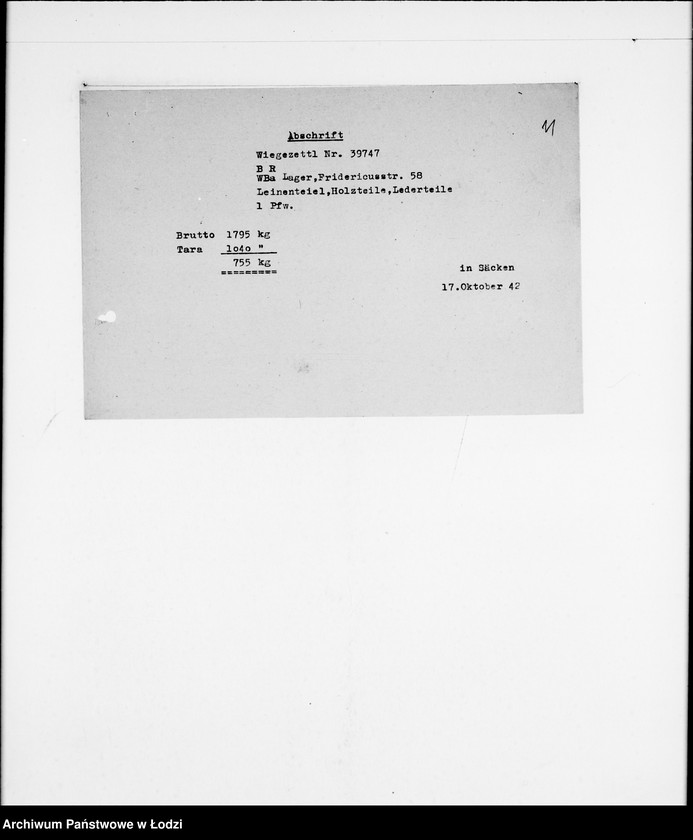 11
Abschrift
Wiegezettl Nr. 39747
B R
WBa Lager,Fridericusstr. 58
Leinenteiel,Holzteile,Lederteile
1 Pfw.
Brutto 1795 kg
Tara 1o4o "
755 kg
=========
in Säcken
17.Oktober 42
Archiwum Państwowe w Łodzi